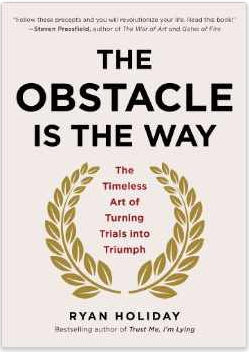 "Follow these precepts and you will revolutionize your life. Read this book!"
—Steven Pressfield, author of The War of Art and Gates of Fire
THE
OBSTACLE
IS THE WAY
The
Timeless
Art of
Turning
Trials into
Triumph
RYAN HOLIDAY
Bestselling author of Trust Me, I'm Lying